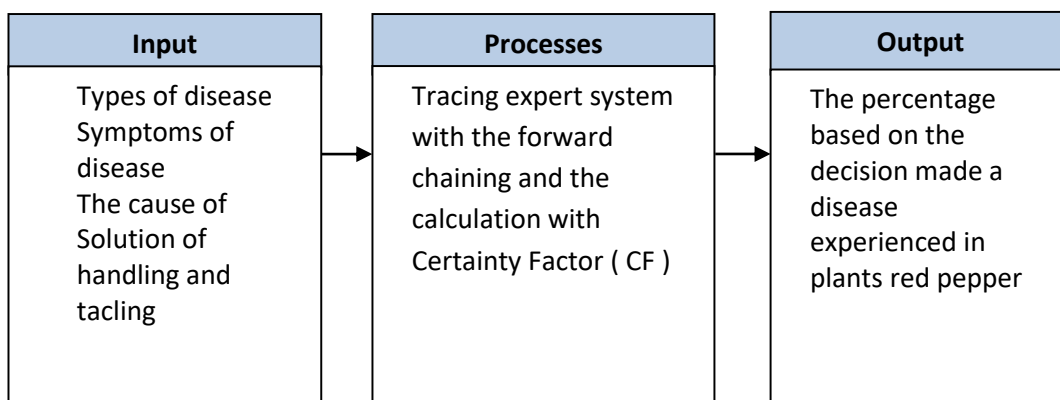 Input
Types of disease
Symptoms of
disease
The cause of
Solution of
handling and
tacling
Processes
Tracing expert system
with the forward
chaining and the
calculation with
Certainty Factor ( CF )
Output
The percentage
based on the
decision made a
disease
experienced in
plants red pepper